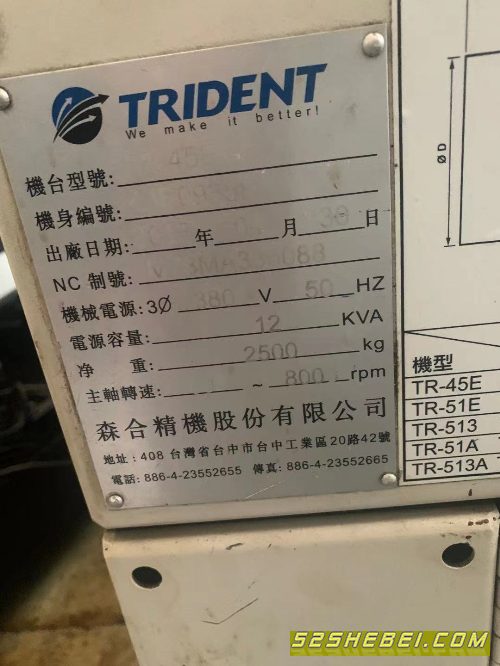 TRIDENT
We make it better!
機台型號:
機身編號:
出廠日期: 年 月 30 日
NC 制號:
機械電源:3Ø 380 V 50 HZ
電源容量: 12 KVA
净 重: 2500 kg
主軸轉速: ~ 800 rpm
森合精機股份有限公司
地址: 408 台灣省台中市台中工業區20路42號
電話: 886-4-23552655 傳真: 886-4-23552665
ØD
機型
TR-45E
TR-51E
TR-513
TR-51A
TR-513A
52SHEBEI.COM